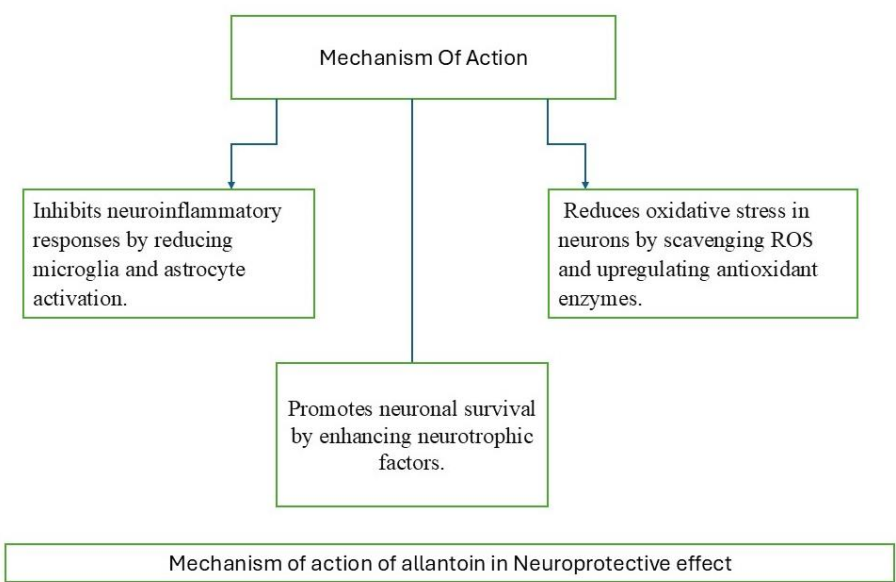 Mechanism Of Action
Inhibits neuroinflammatory
responses by reducing
microglia and astrocyte
activation.
Reduces oxidative stress in
neurons by scavenging ROS
and upregulating antioxidant
enzymes.
Promotes neuronal survival
by enhancing neurotrophic
factors.
Mechanism of action of allantoin in Neuroprotective effect